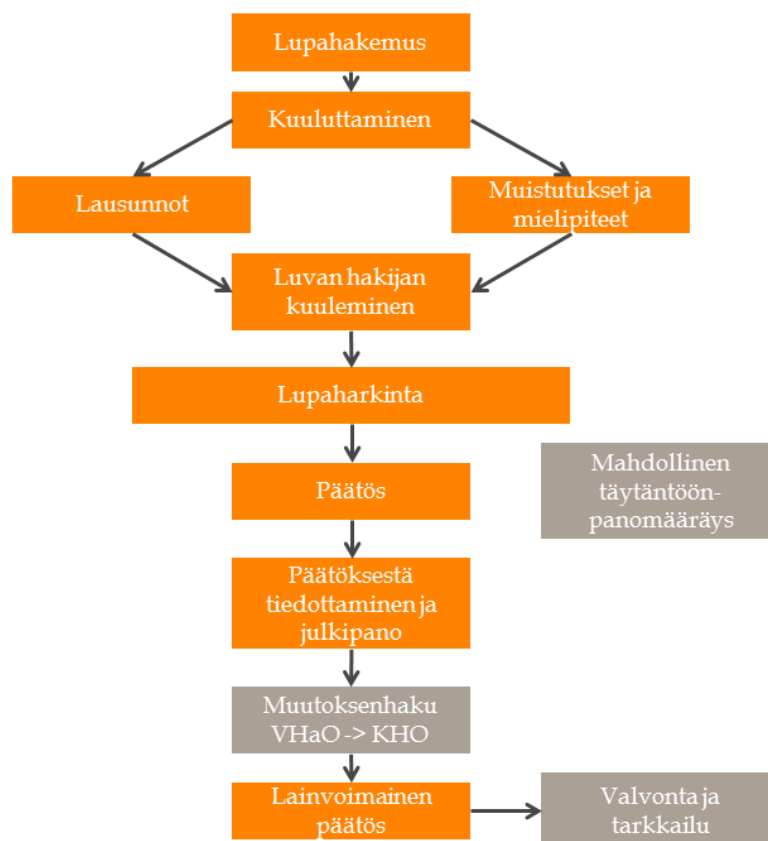 Lupahakemus
Kuuluttaminen
Lausunnot
Muistutukset ja
mielipiteet
Luvan hakijan
kuuleminen
Lupaharkinta
Mahdollinen
täytäntöön-
panomääräys
Päätös
Päätöksestä
tiedottaminen ja
julkipano
Muutoksenhaku
VHaO -> KHO
Lainvoimainen
päätös
Valvonta ja
tarkkailu